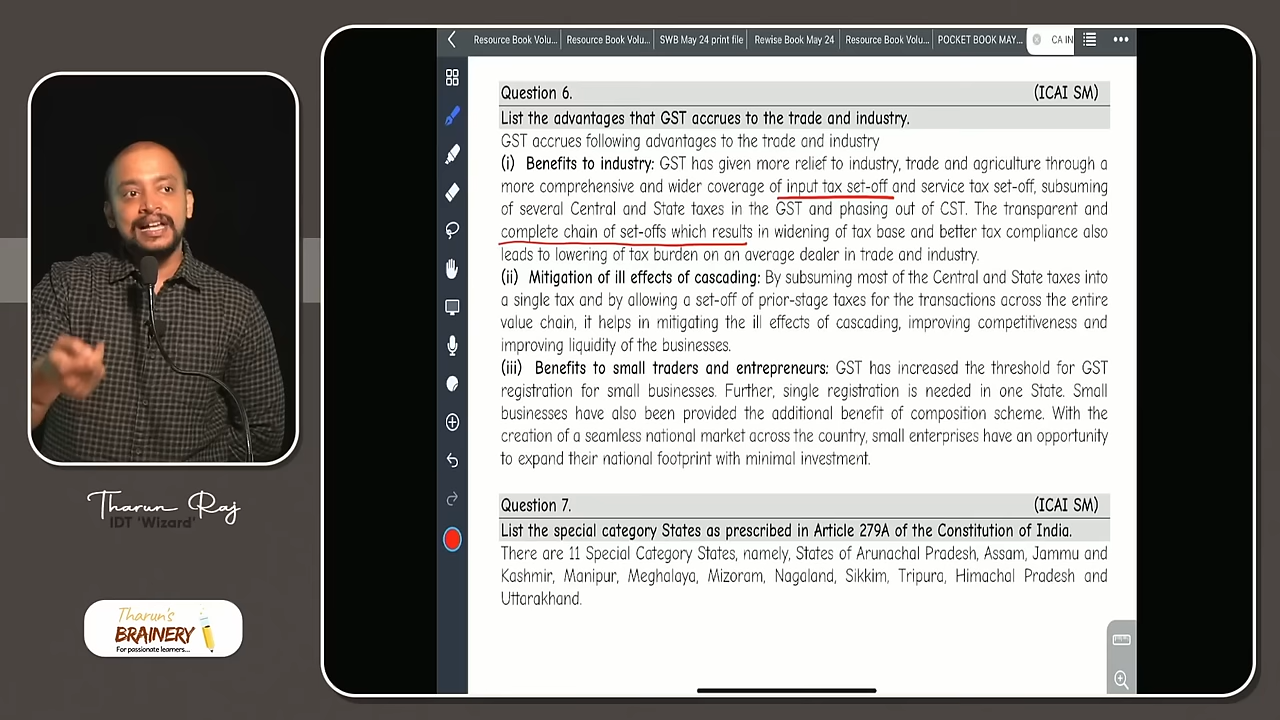 Resource Book Volu...
Resource Book Volu...
SWB May 24 print file
Rewise Book May 24
Resource Book Volu...
POCKET BOOK MAY...
CA IN
Question 6. (ICAI SM)
List the advantages that GST accrues to the trade and industry.
GST accrues following advantages to the trade and industry
(i) Benefits to industry: GST has given more relief to industry, trade and agriculture through a
more comprehensive and wider coverage of input tax set-off and service tax set-off, subsuming
of several Central and State taxes in the GST and phasing out of CST. The transparent and
complete chain of set-offs which results in widening of tax base and better tax compliance also
leads to lowering of tax burden on an average dealer in trade and industry.
(ii) Mitigation of ill effects of cascading: By subsuming most of the Central and State taxes into
a single tax and by allowing a set-off of prior-stage taxes for the transactions across the entire
value chain, it helps in mitigating the ill effects of cascading, improving competitiveness and
improving liquidity of the businesses.
(iii) Benefits to small traders and entrepreneurs: GST has increased the threshold for GST
registration for small businesses. Further, single registration is needed in one State. Small
businesses have also been provided the additional benefit of composition scheme. With the
creation of a seamless national market across the country, small enterprises have an opportunity
to expand their national footprint with minimal investment.
Question 7. (ICAI SM)
List the special category States as prescribed in Article 279A of the Constitution of India.
There are 11 Special Category States, namely, States of Arunachal Pradesh, Assam, Jammu and
Kashmir, Manipur, Meghalaya, Mizoram, Nagaland, Sikkim, Tripura, Himachal Pradesh and
Uttarakhand.
Tharun Raj
IDT 'Wizard'
Tharun's
BRAINERY
For passionate learners...